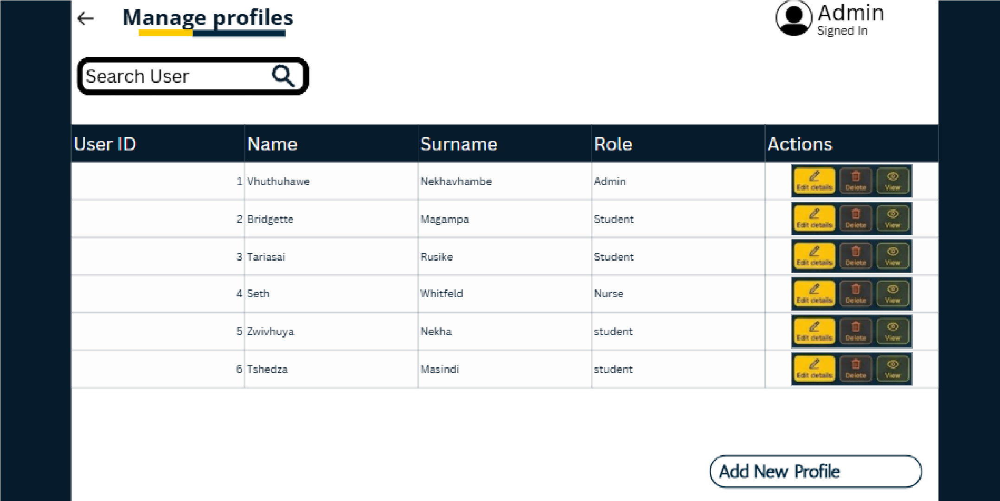 Manage profiles
Admin
Signed In
Search User
User ID Name Surname Role Actions
1 Vhuthuhawe Nekhavhambe Admin Edit details Delete View
2 Bridgette Magampa Student Edit details Delete View
3 Tariasai Rusike Student Edit details Delete View
4 Seth Whitfeld Nurse Edit details Delete View
5 Zwivhuya Nekha student Edit details Delete View
6 Tshedza Masindi student Edit details Delete View
Add New Profile